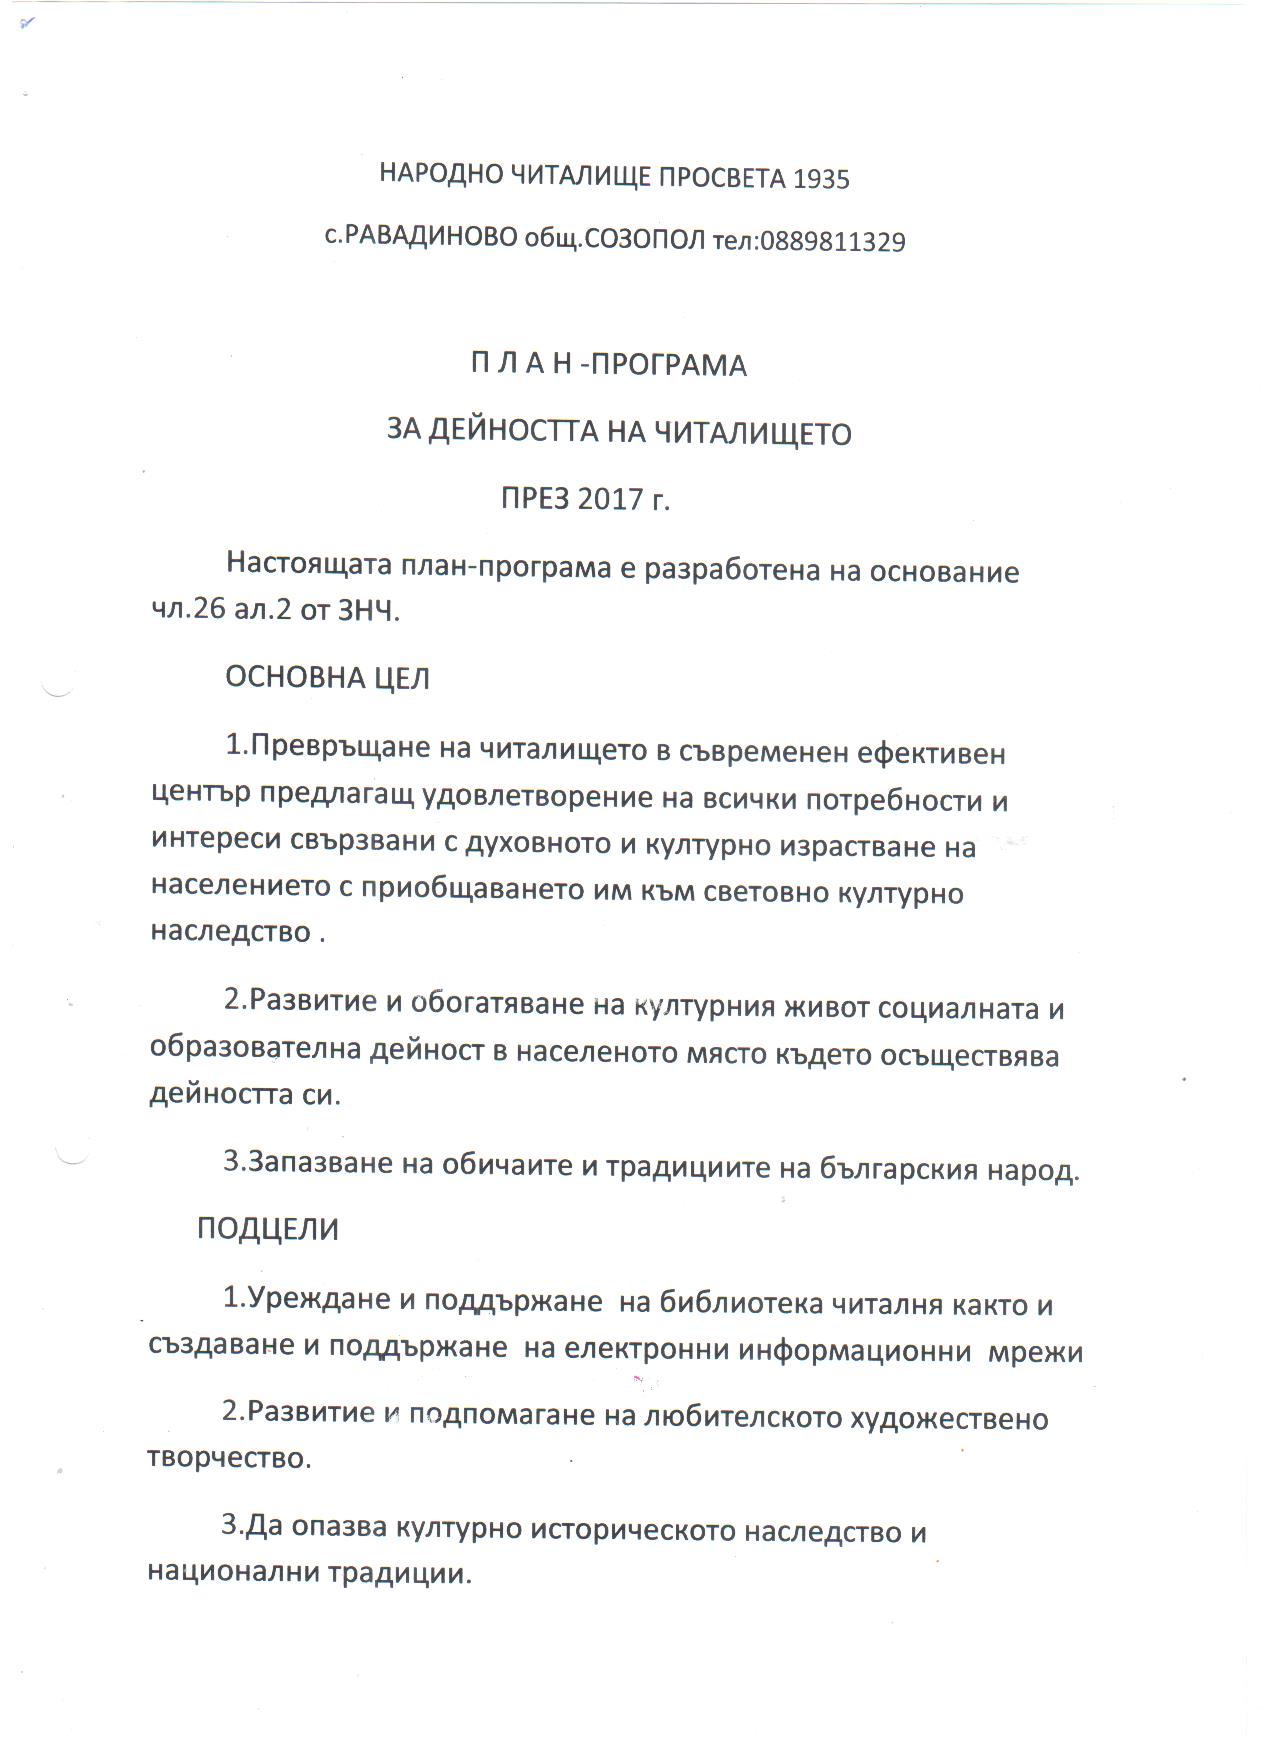 НАРОДНО ЧИТАЛИЩЕ ПРОСВЕТА 1935
с.РАВАДИНОВО общ.СОЗОПОЛ тел:0889811329
П Л А Н -ПРОГРАМА
ЗА ДЕЙНОСТТА НА ЧИТАЛИЩЕТО
ПРЕЗ 2017 г.
Настоящата план-програма е разработена на основание
чл.26 ал.2 от ЗНЧ.
ОСНОВНА ЦЕЛ
1.Превръщане на читалището в съвременен ефективен
център предлагащ удовлетворение на всички потребности и
интереси свързвани с духовното и културно израстване на
населението с приобщаването им към световно културно
наследство .
2.Развитие и обогатяване на културния живот социалната и
образователна дейност в населеното място където осъществява
дейността си.
3.Запазване на обичаите и традициите на българския народ.
ПОДЦЕЛИ
1.Уреждане и поддържане  на библиотека читалня както и
създаване и поддържане  на електронни информационни  мрежи
2.Развитие и подпомагане на любителското художествено
творчество.
3.Да опазва културно историческото наследство и
национални традиции.